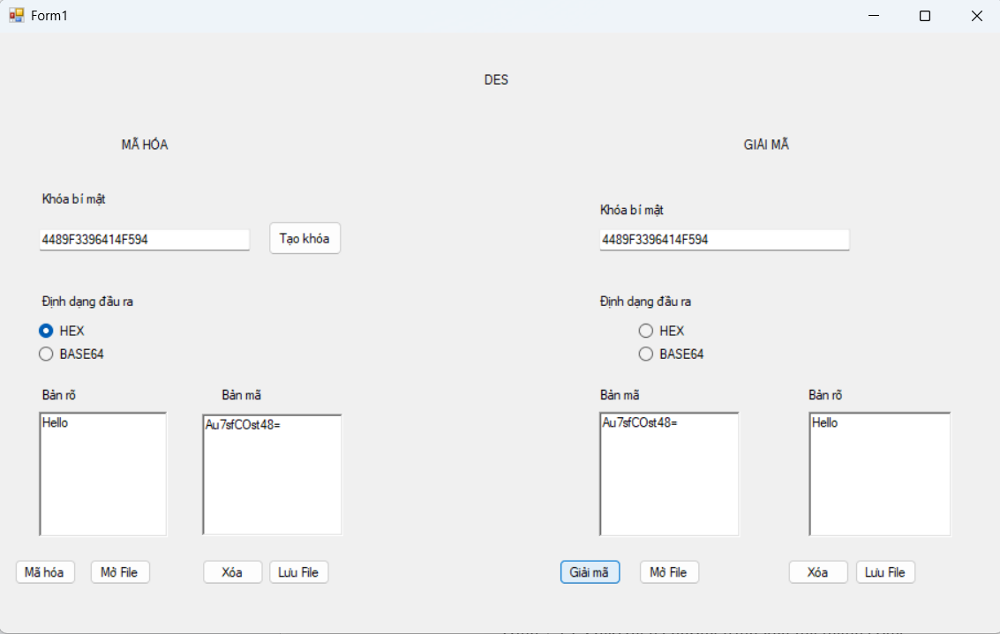 Form1
DES
MÃ HÓA
GIẢI MÃ
Khóa bí mật
Khóa bí mật
4489F3396414F594
Tạo khóa
4489F3396414F594
Định dạng đầu ra
Định dạng đầu ra
HEX
HEX
BASE64
BASE64
Bản rõ
Bản mã
Bản mã
Bản rõ
Hello
Au7sfCOst48=
Au7sfCOst48=
Hello
Mã hóa
Mở File
Xóa
Lưu File
Giải mã
Mở File
Xóa
Lưu File